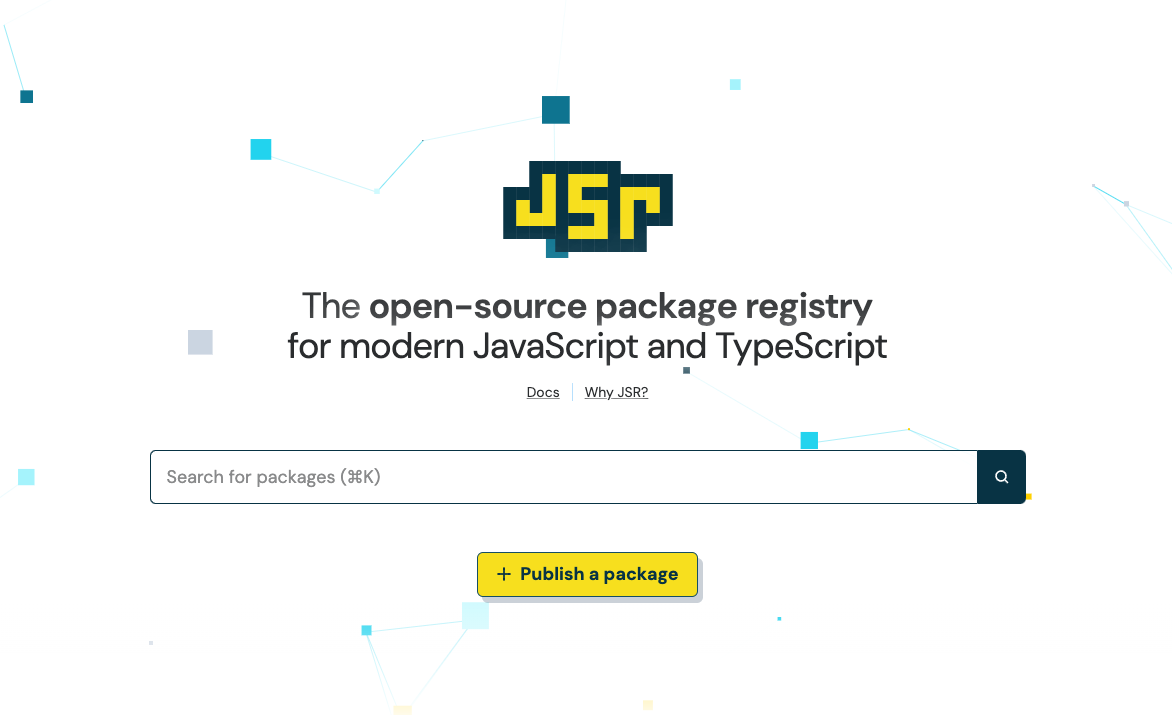 JSr
The open-source package registry
for modern JavaScript and TypeScript
Docs
Why JSR?
Search for packages (⌘K)
+ Publish a package